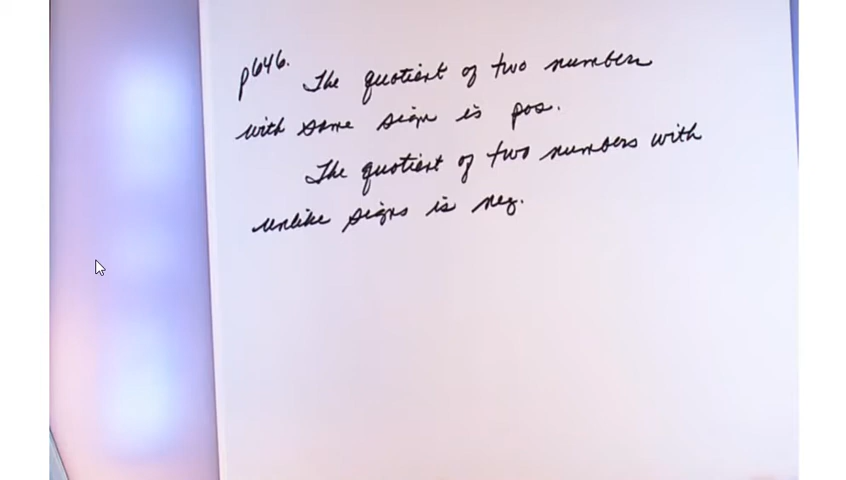 p646. The quotient of two numbers
with same sign is pos.
The quotient of two numbers with
unlike signs is neg.